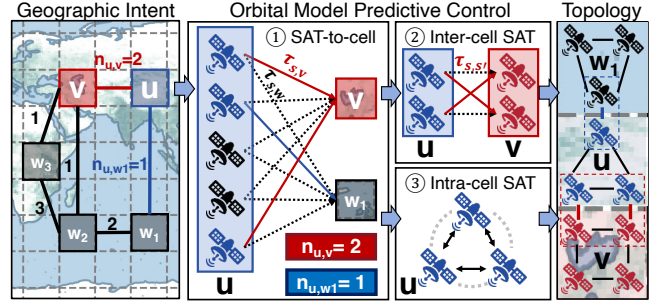 Geographic Intent
Orbital Model Predictive Control
Topology
n_{u,v}=2
v
u
1
1
w_3
n_{u,w1}=1
3
2
w_2
w_1
① SAT-to-cell
τ_{s,v}
τ_{s,w}
v
w_1
n_{u,v} = 2
u
n_{u,w1} = 1
② Inter-cell SAT
τ_{s,s'}
u
v
③ Intra-cell SAT
u
w_1
u
v